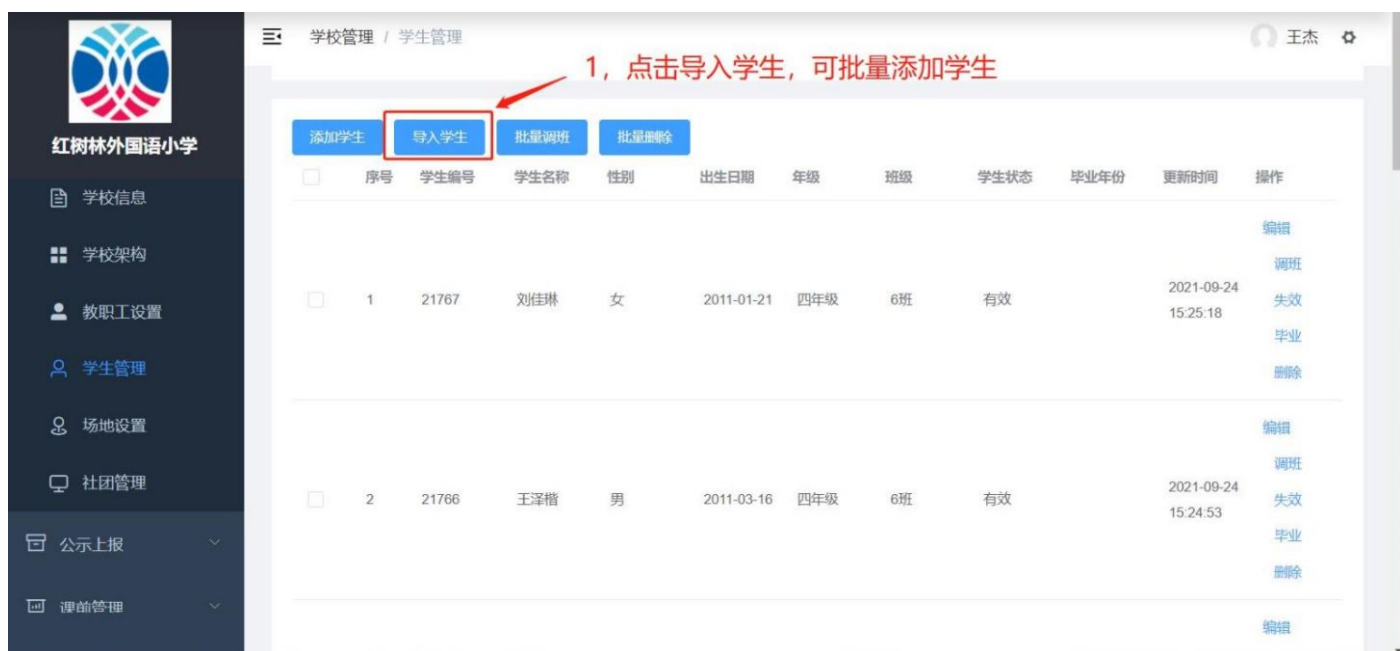 学校管理 / 学生管理
王杰
1，点击导入学生，可批量添加学生
红树林外国语小学
学校信息
学校架构
教职工设置
学生管理
场地设置
社团管理
公示上报
课前管理
添加学生 导入学生 批量调班 批量删除
序号 学生编号 学生名称 性别 出生日期 年级 班级 学生状态 毕业年份 更新时间 操作
1 21767 刘佳琳 女 2011-01-21 四年级 6班 有效 2021-09-24
15:25:18
编辑
调班
失效
毕业
删除
2 21766 王泽楷 男 2011-03-16 四年级 6班 有效 2021-09-24
15:24:53
编辑
调班
失效
毕业
删除
编辑